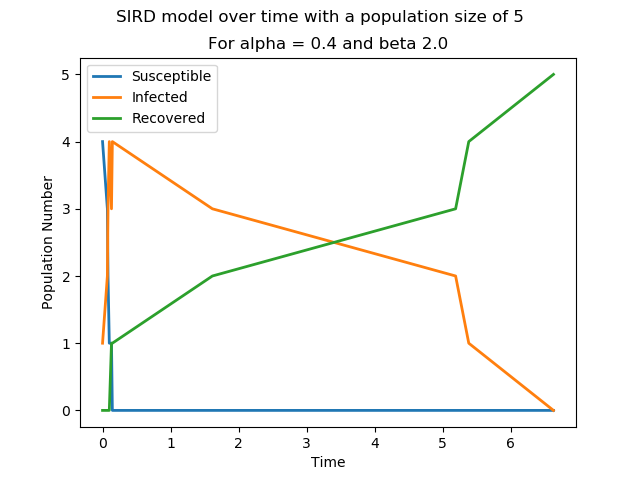 SIRD model over time with a population size of 5
For alpha = 0.4 and beta 2.0
Susceptible
Infected
Recovered
Population Number
5
4
3
2
1
0
0 1 2 3 4 5 6
Time